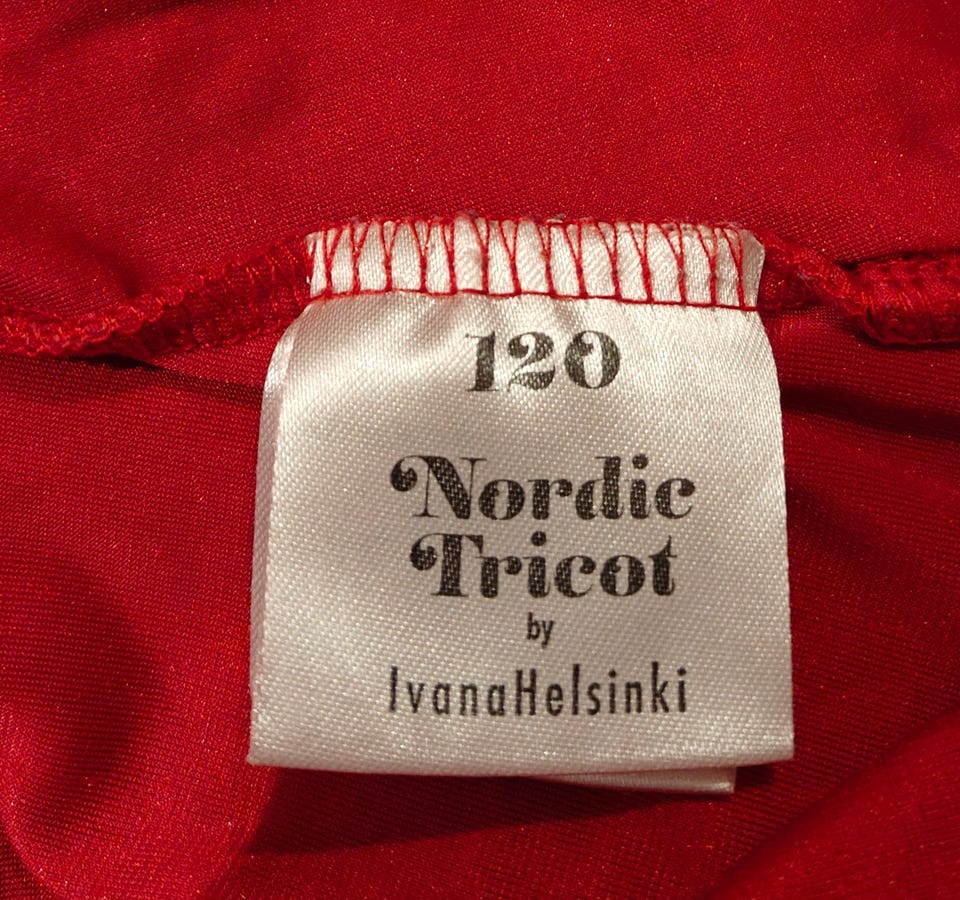 120
Nordic
Tricot
by
IvanaHelsinki